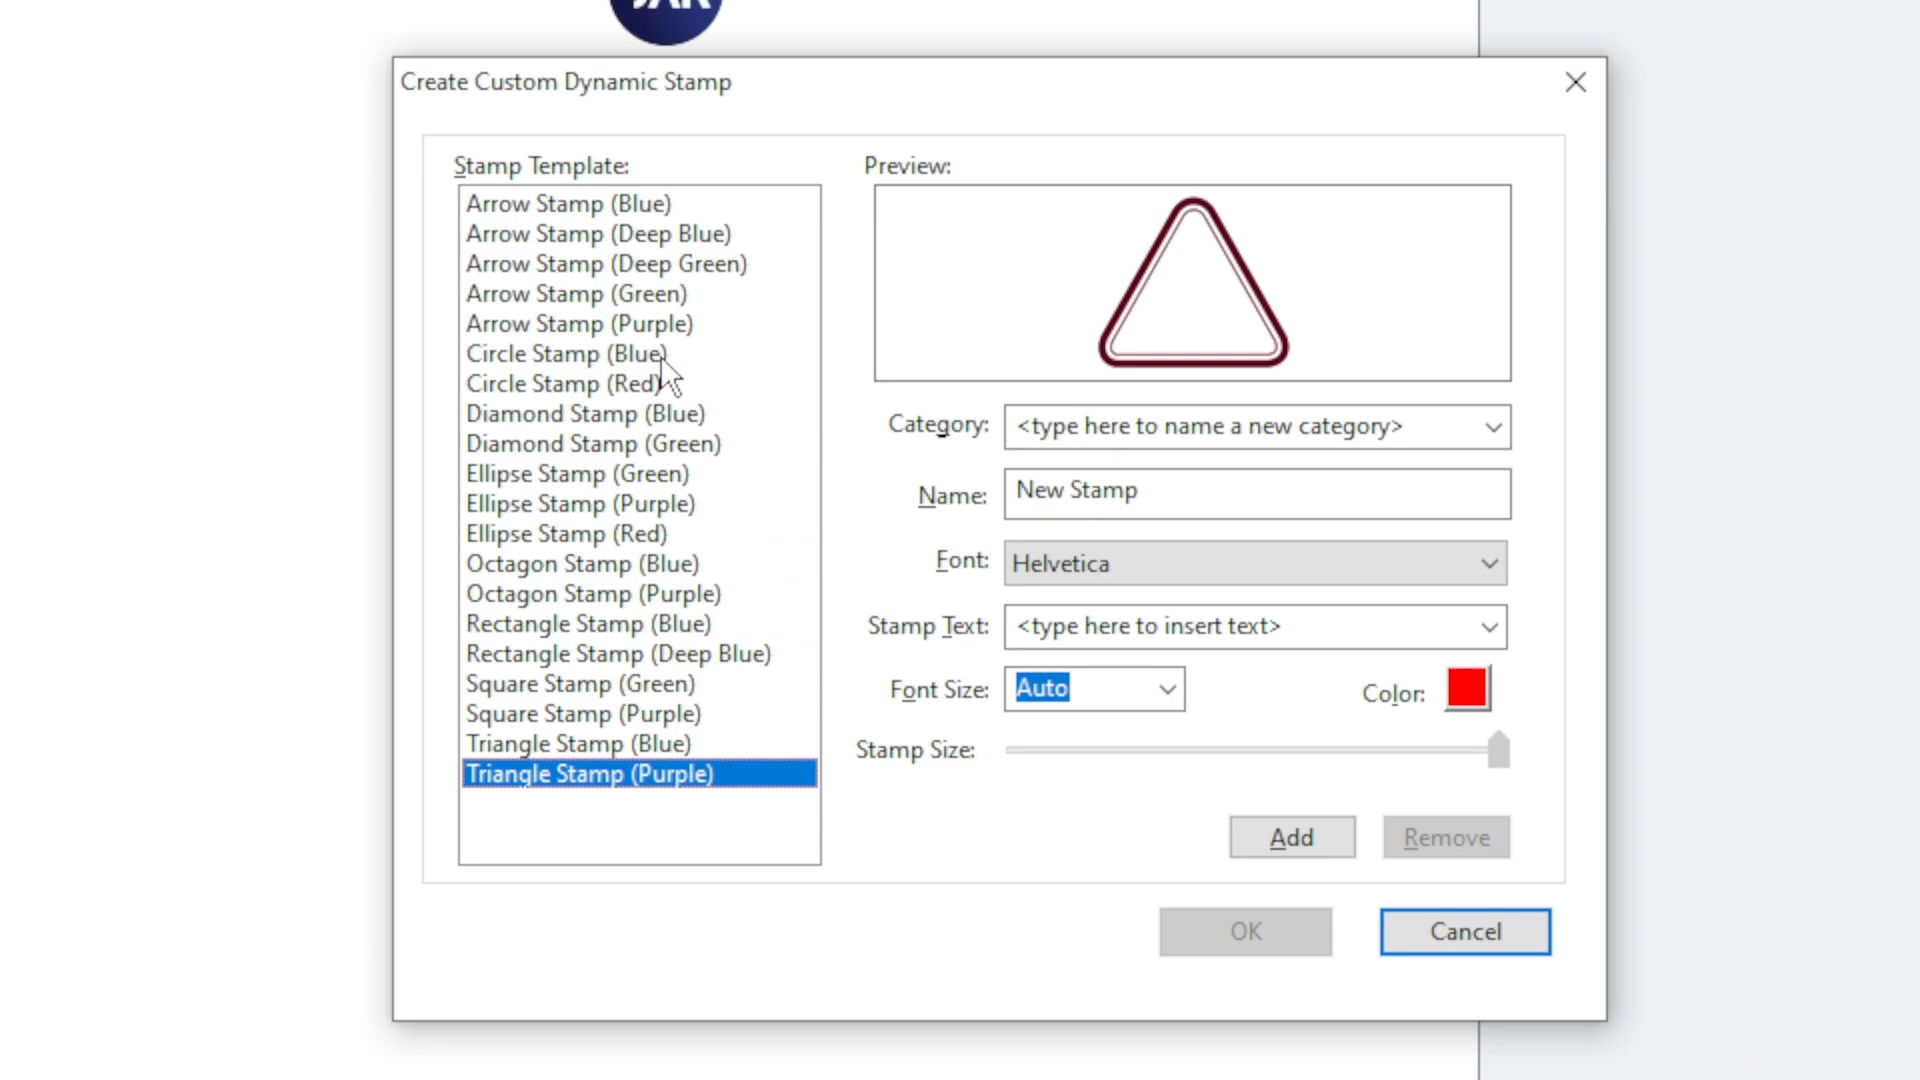 Create Custom Dynamic Stamp
Stamp Template:
Arrow Stamp (Blue)
Arrow Stamp (Deep Blue)
Arrow Stamp (Deep Green)
Arrow Stamp (Green)
Arrow Stamp (Purple)
Circle Stamp (Blue)
Circle Stamp (Red)
Diamond Stamp (Blue)
Diamond Stamp (Green)
Ellipse Stamp (Green)
Ellipse Stamp (Purple)
Ellipse Stamp (Red)
Octagon Stamp (Blue)
Octagon Stamp (Purple)
Rectangle Stamp (Blue)
Rectangle Stamp (Deep Blue)
Square Stamp (Green)
Square Stamp (Purple)
Triangle Stamp (Blue)
Triangle Stamp (Purple)
Preview:
Category: <type here to name a new category>
Name: New Stamp
Font: Helvetica
Stamp Text: <type here to insert text>
Font Size: Auto Color:
Stamp Size:
Add Remove
OK Cancel